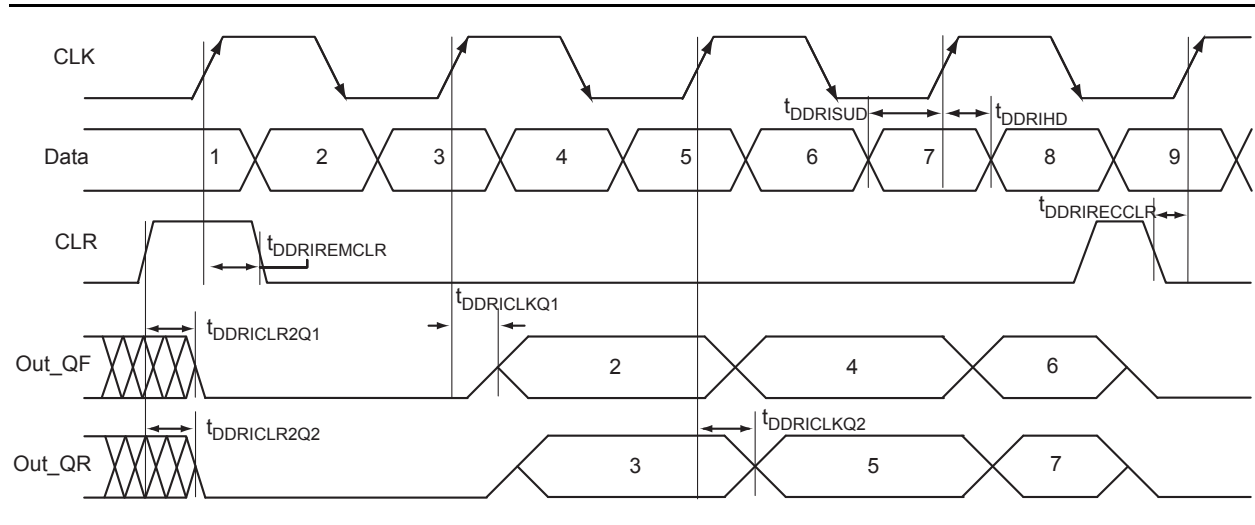 CLK
tDDRISUD
tDDRIHD
Data
1 2 3 4 5 6 7 8 9
tDDRIRECCLR
CLR
tDDRIREMCLR
tDDRICLKQ1
tDDRICLR2Q1
Out_QF
2 4 6
tDDRICLKQ2
tDDRICLR2Q2
Out_QR
3 5 7